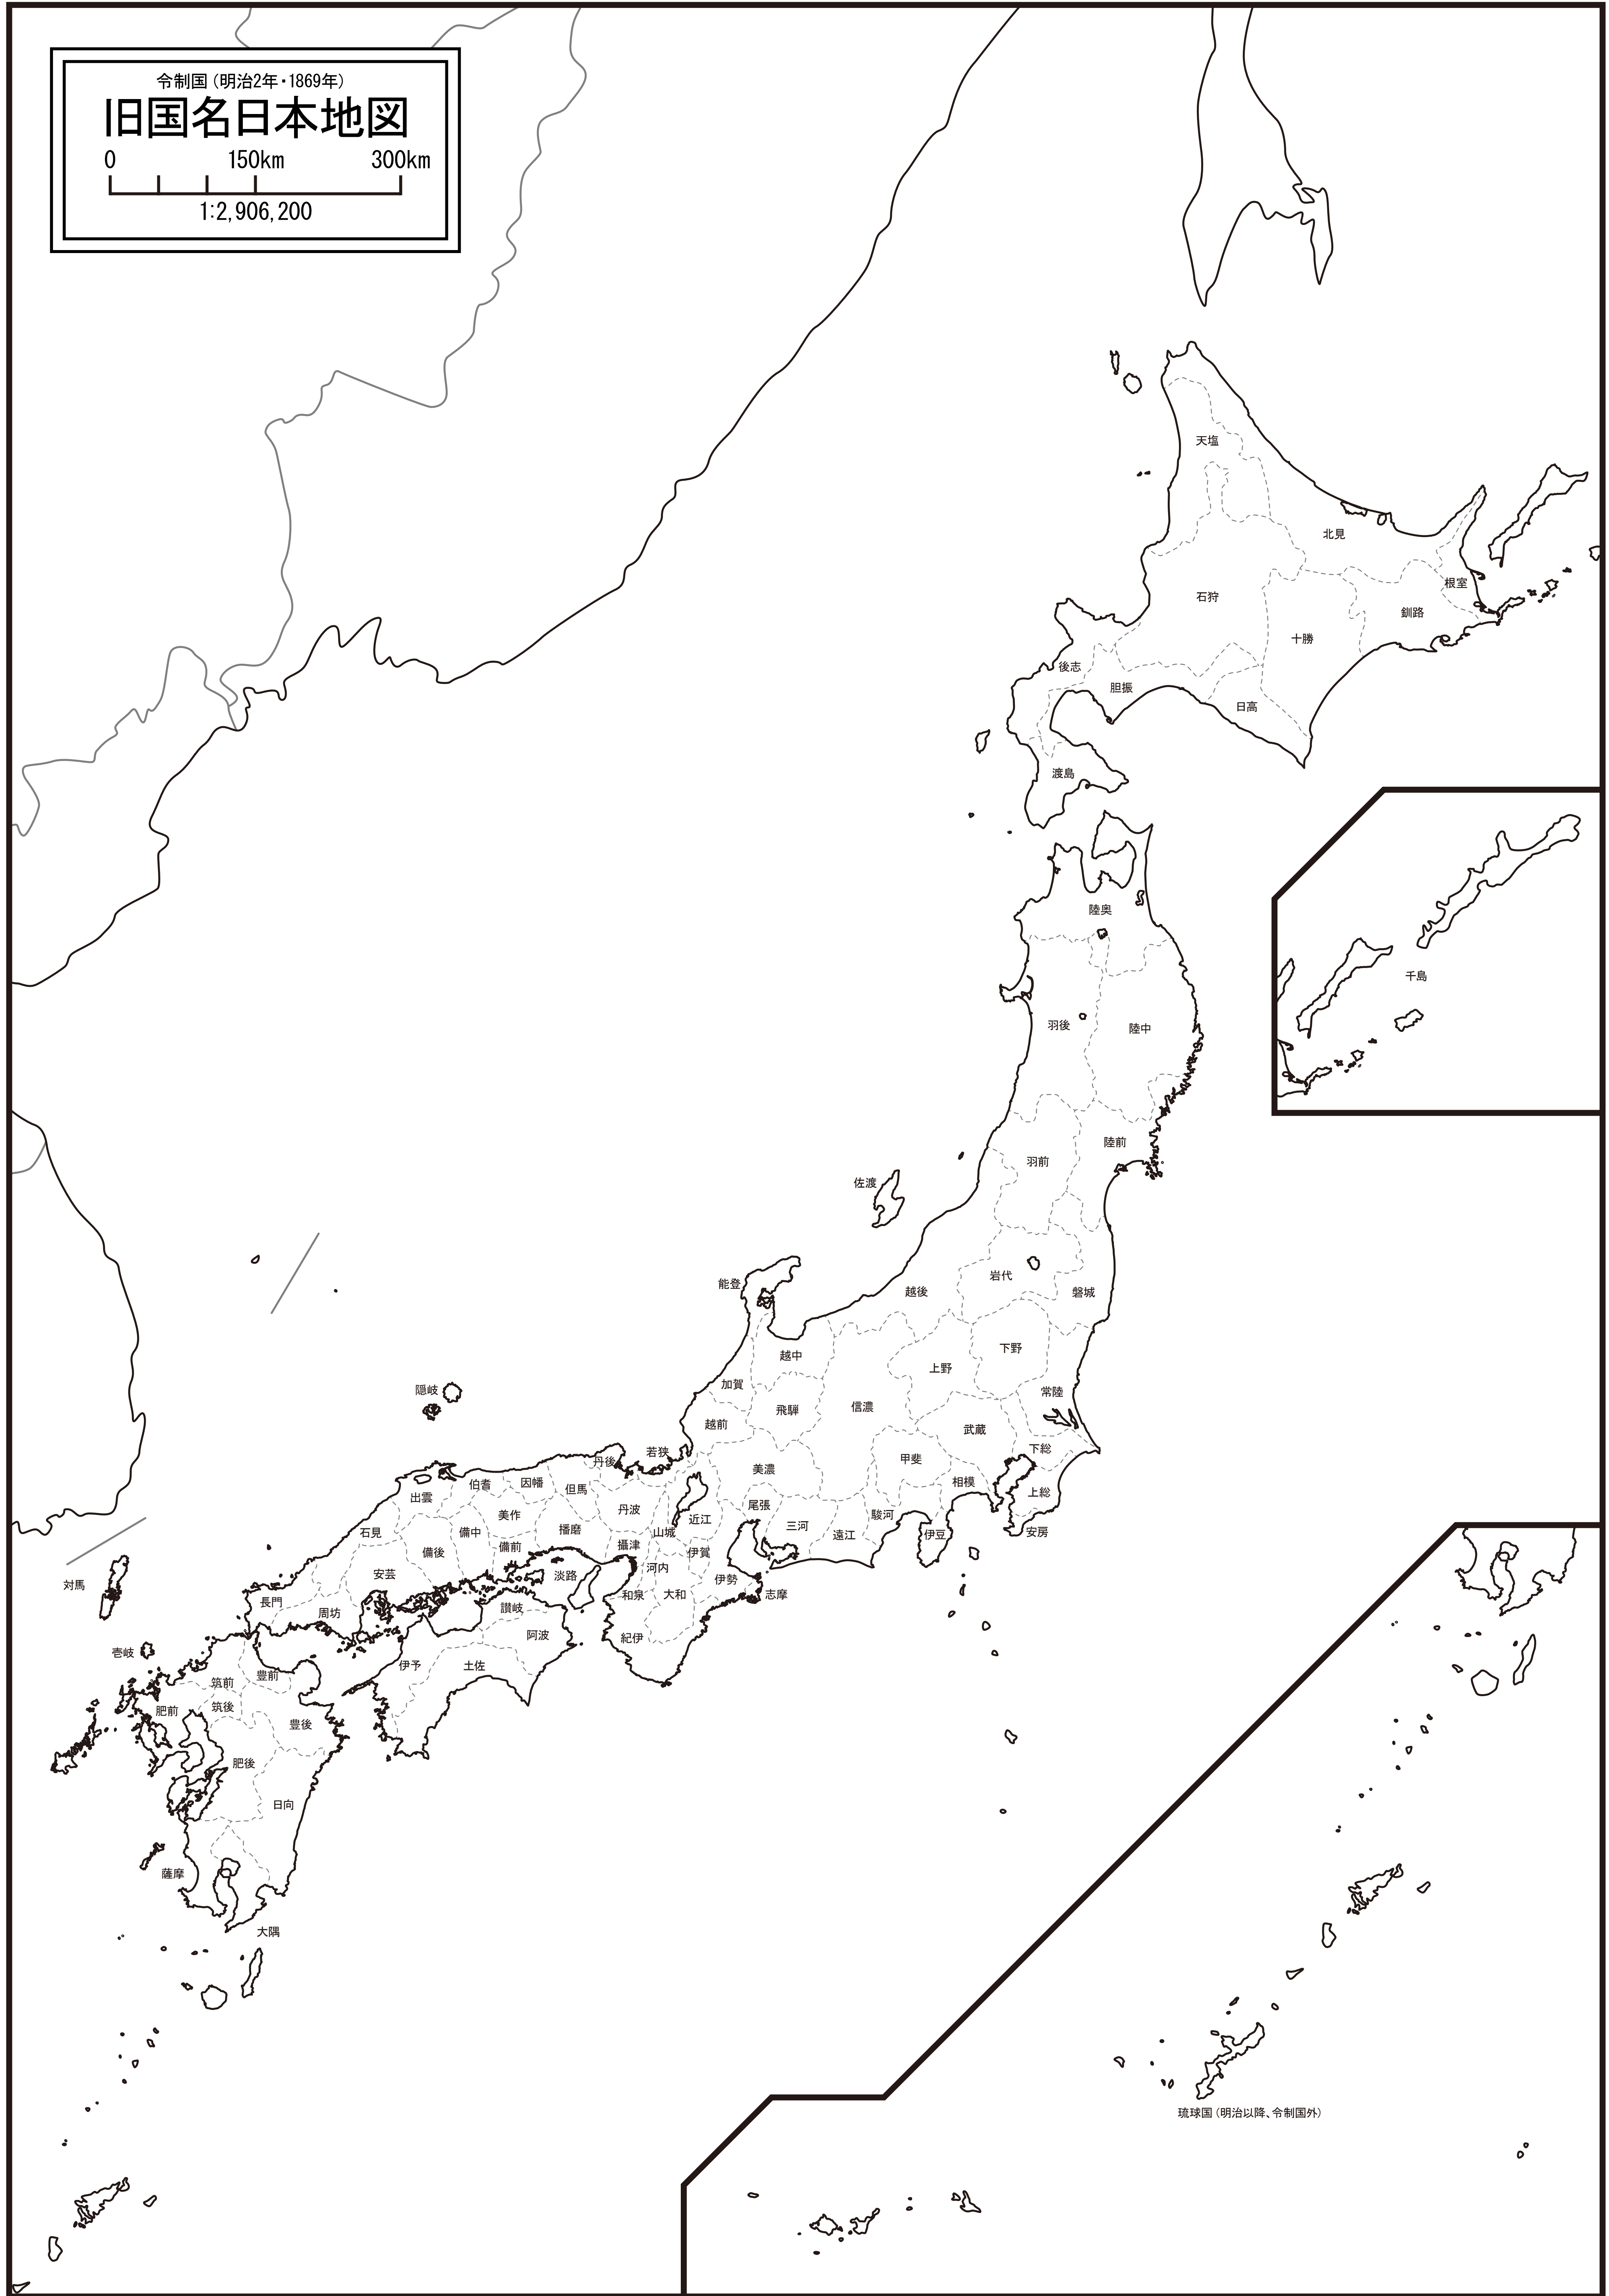 令制国（明治2年・1869年）
旧国名日本地図
0 150km 300km
1:2,906,200
天塩
北見
根室
石狩
釧路
十勝
後志
胆振
日高
渡島
千島
陸奥
羽後
陸中
陸前
羽前
佐渡
岩代
能登
越後
磐城
下野
越中
上野
加賀
隠岐
常陸
飛騨
信濃
越前
武蔵
下総
若狭
甲斐
丹後
美濃
相模
伯耆
因幡
但馬
上総
出雲
尾張
丹波
美作
駿河
近江
三河
播磨
山城
石見
備中
遠江
伊豆
安房
攝津
備前
備後
伊賀
河内
安芸
淡路
伊勢
対馬
和泉
大和
志摩
長門
讃岐
周坊
阿波
紀伊
壱岐
伊予
土佐
豊前
筑前
筑後
肥前
豊後
肥後
日向
薩摩
大隅
琉球国（明治以降、令制国外）